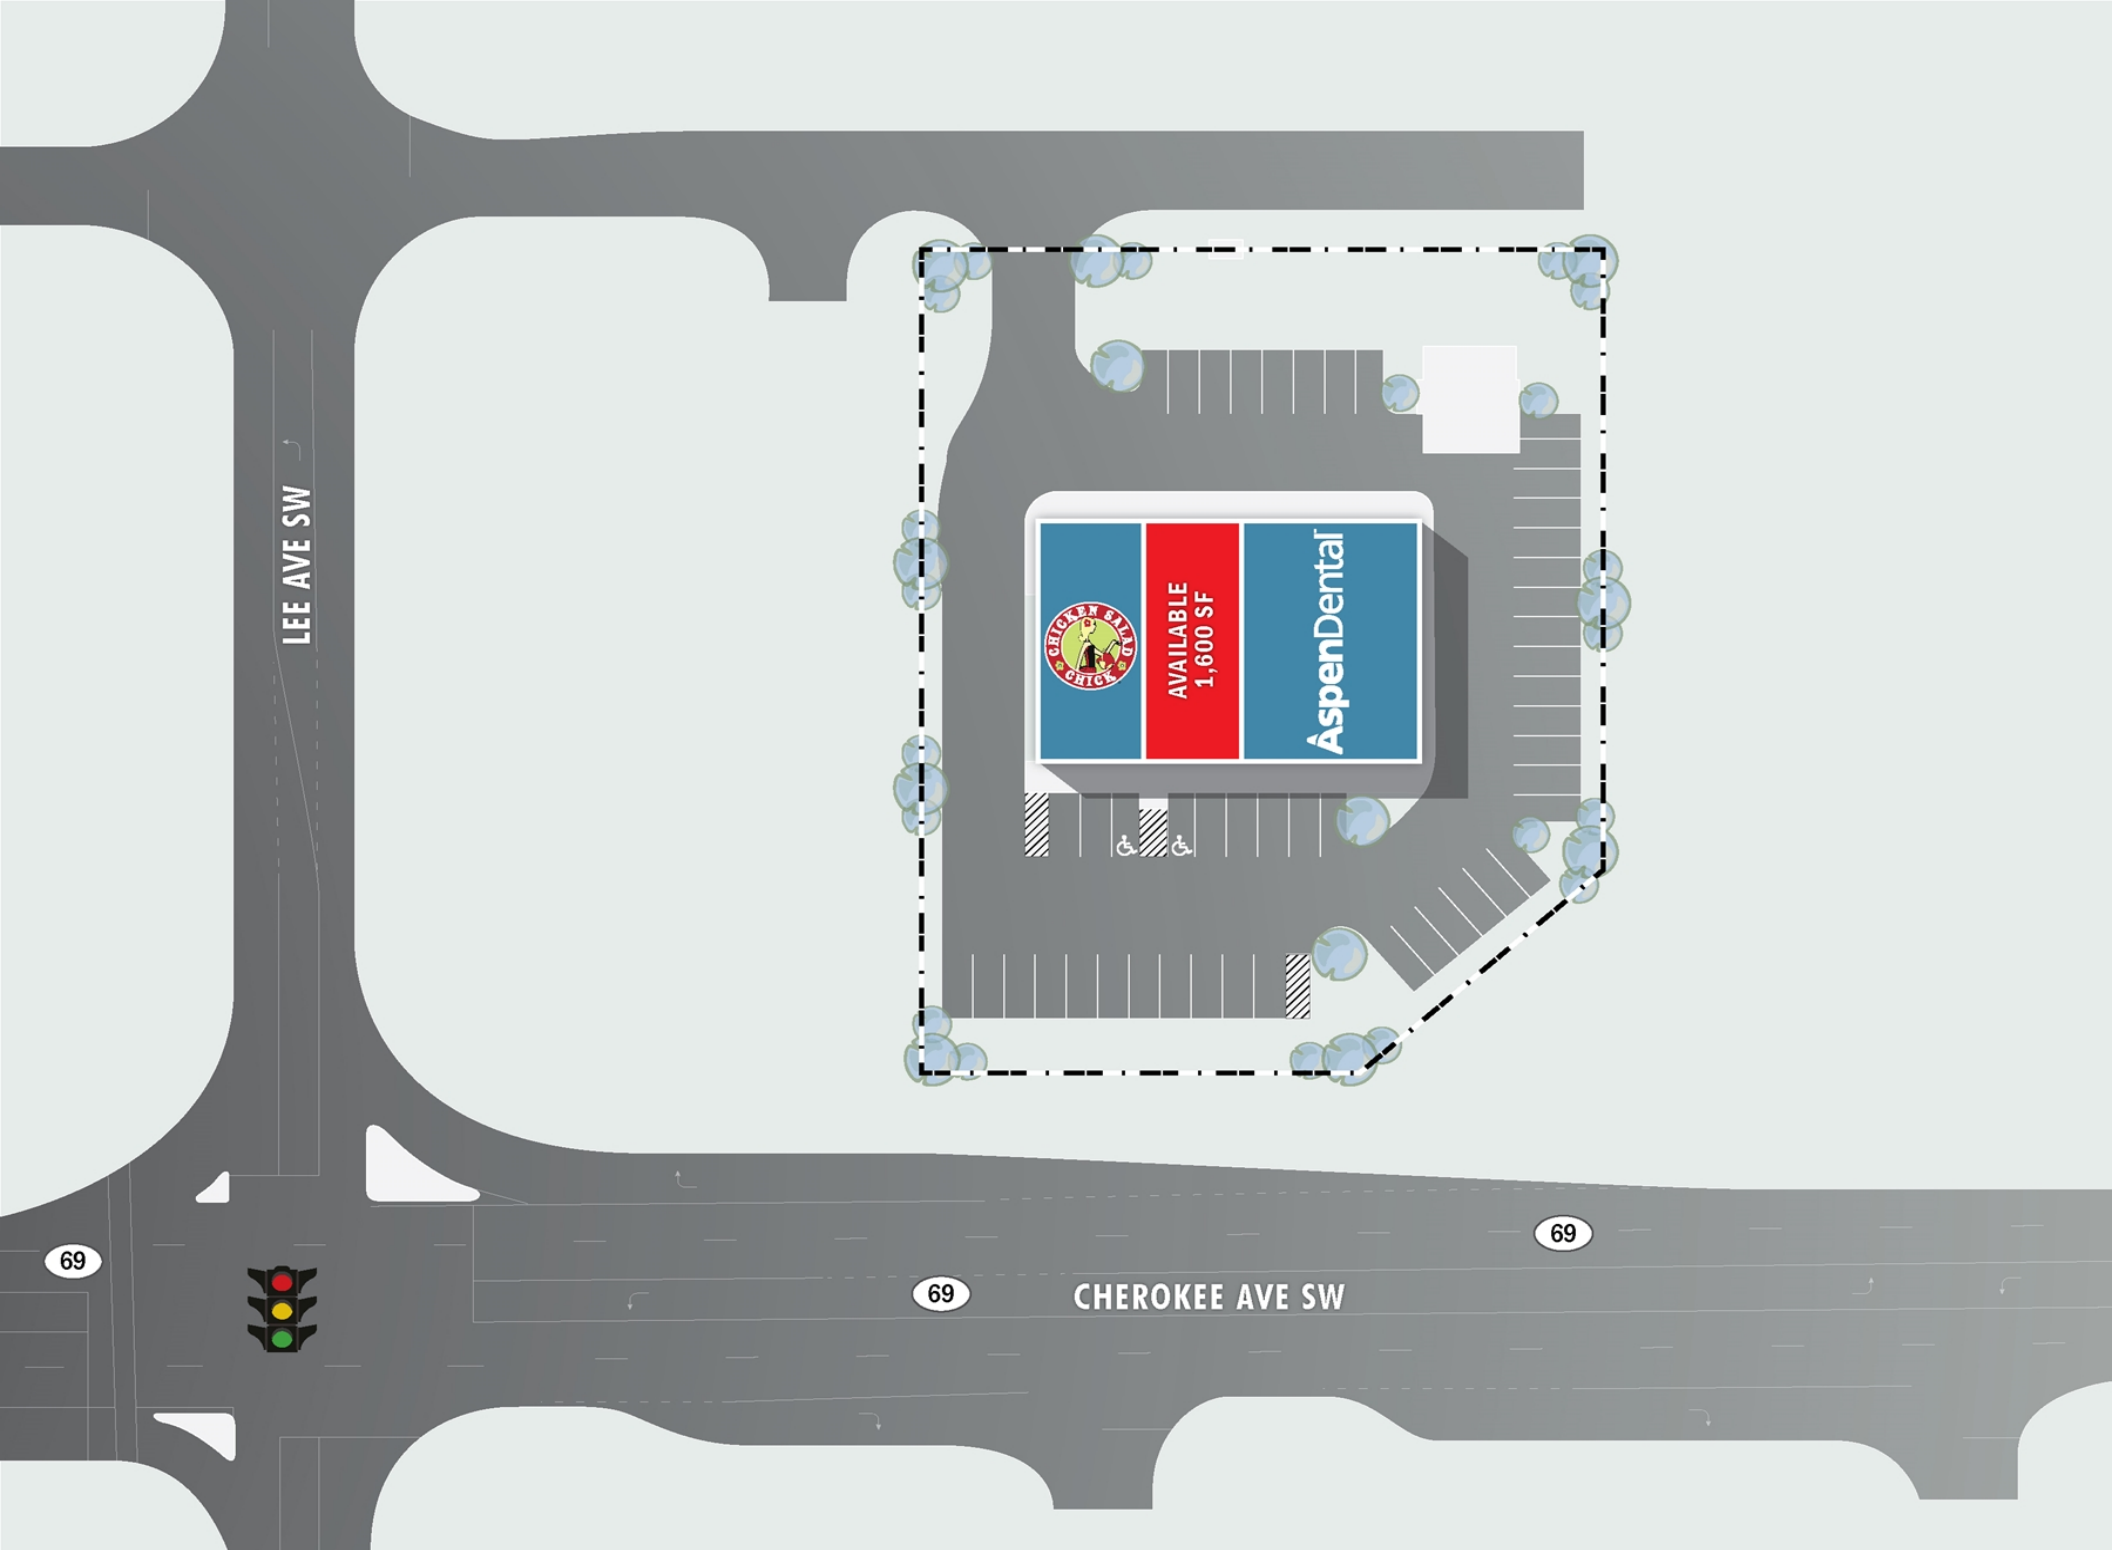 LEE AVE SW
CHICKEN SALAD
CHICK
AVAILABLE
1,600 SF
AspenDental
69
69
69
CHEROKEE AVE SW